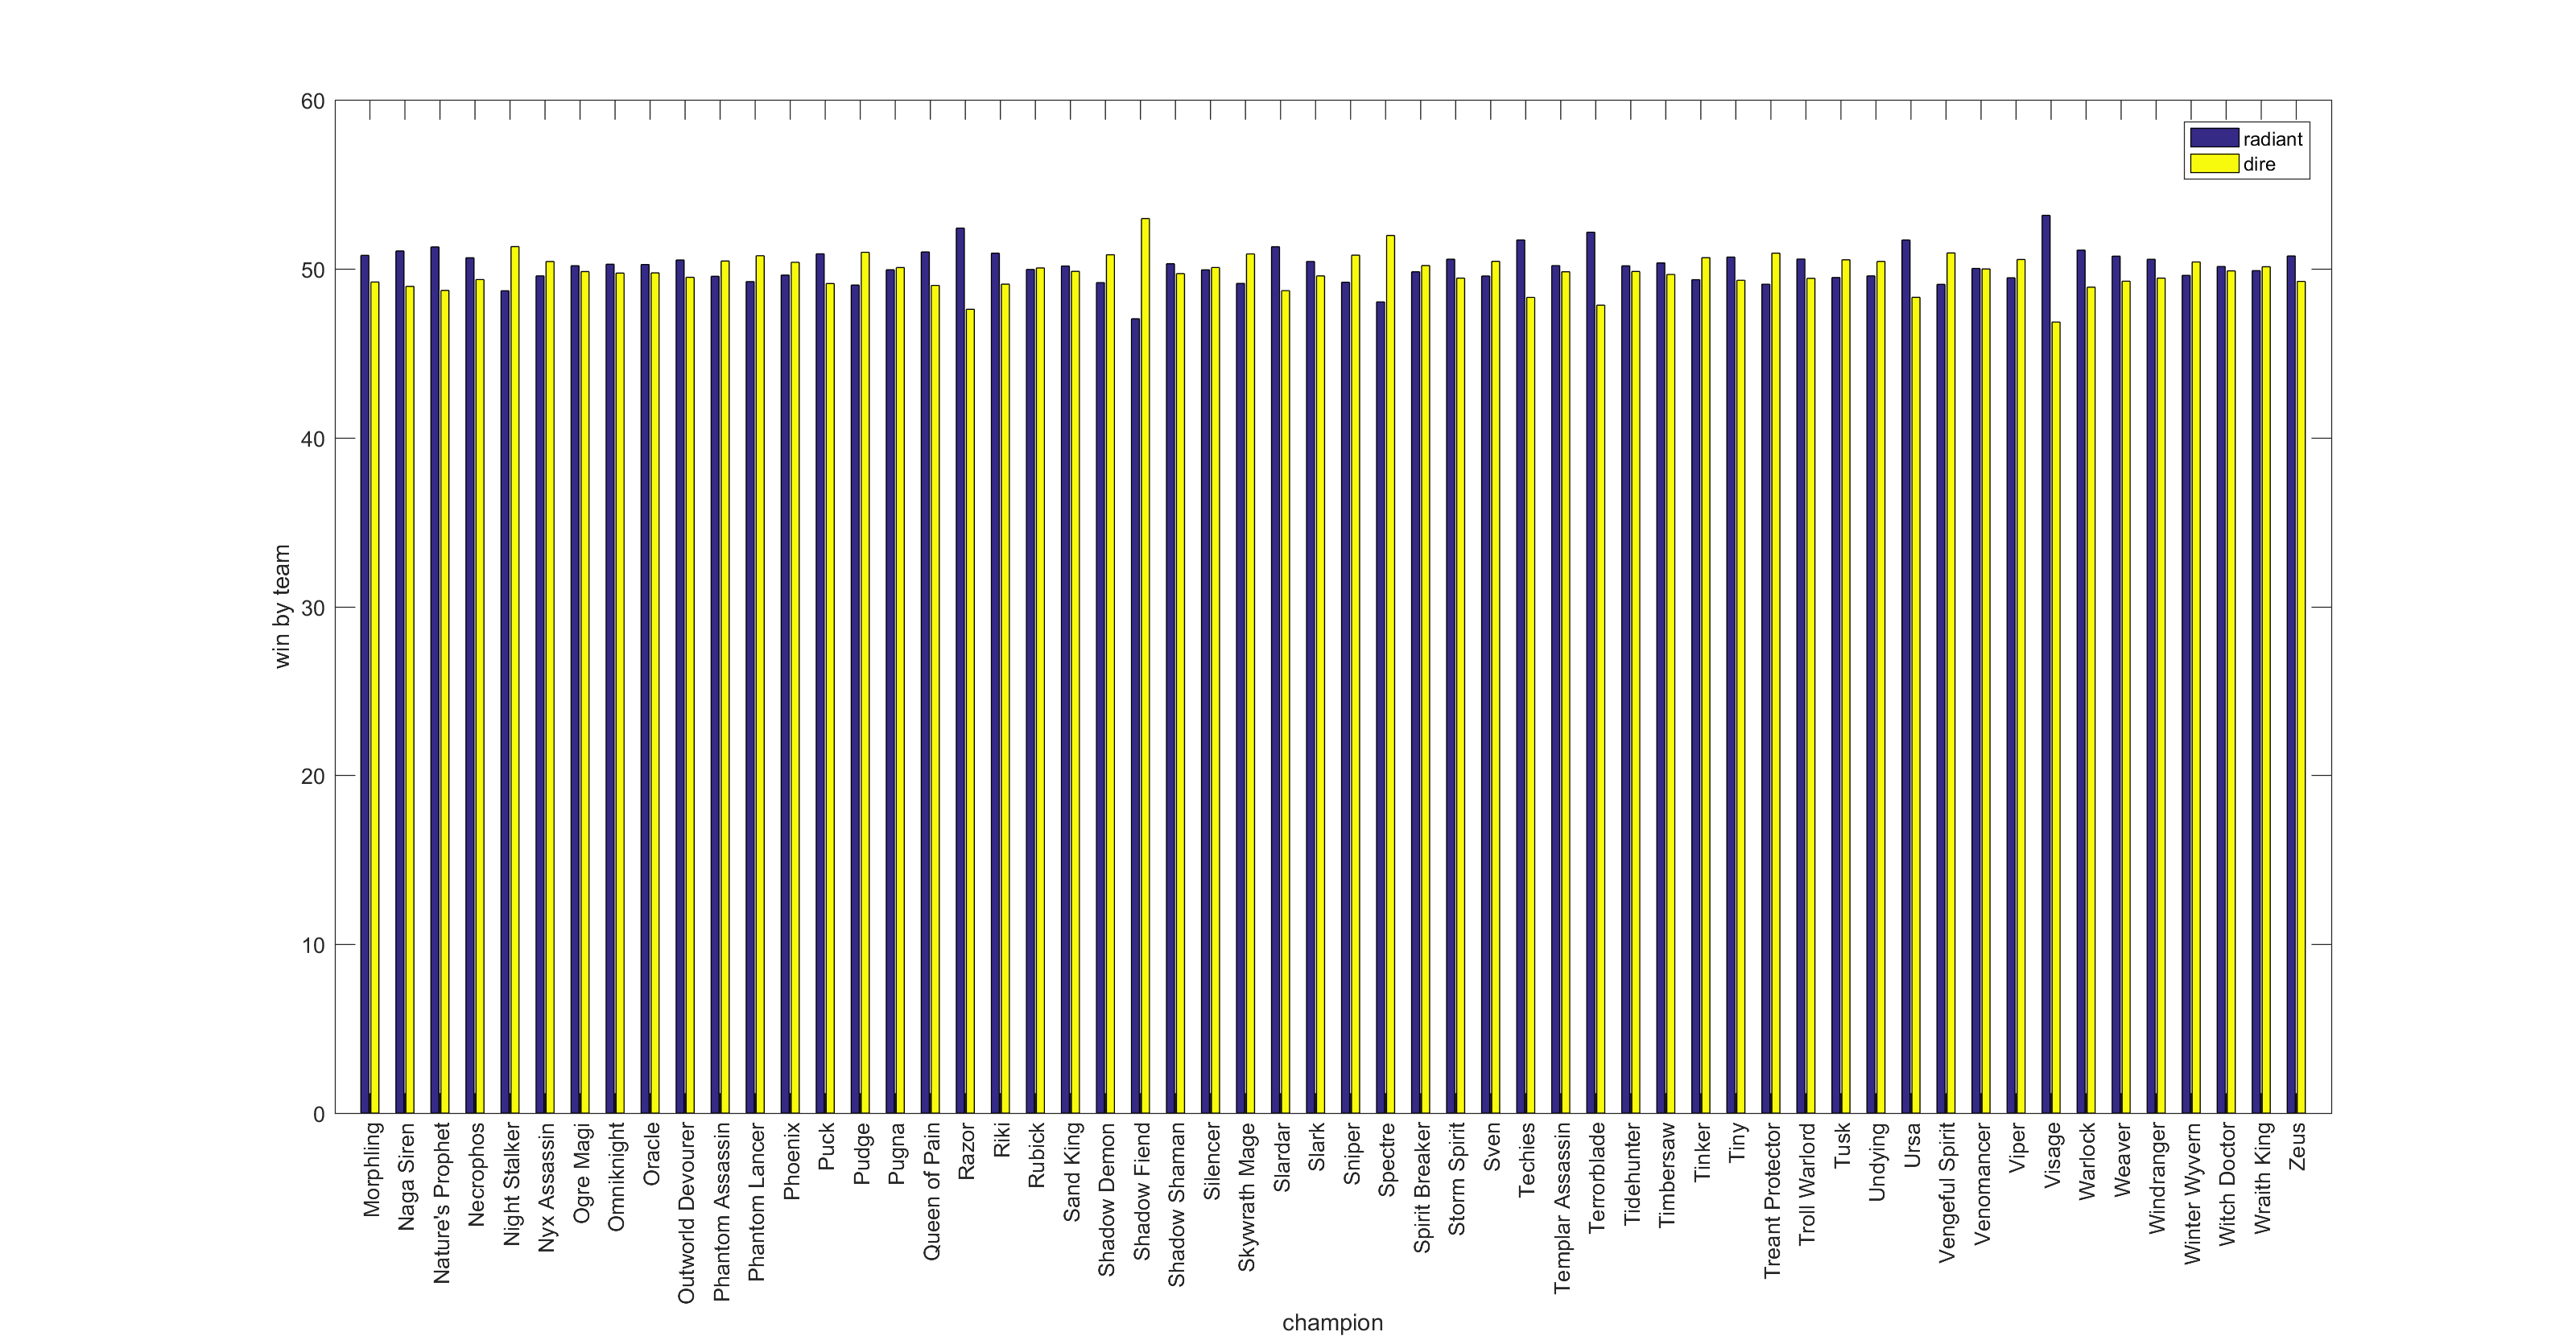 60
50
40
30
20
10
0
win by team
radiant
dire
Morphling
Naga Siren
Nature's Prophet
Necrophos
Night Stalker
Nyx Assassin
Ogre Magi
Omniknight
Oracle
Outworld Devourer
Phantom Assassin
Phantom Lancer
Phoenix
Puck
Pudge
Pugna
Queen of Pain
Razor
Riki
Rubick
Sand King
Shadow Demon
Shadow Fiend
Shadow Shaman
Silencer
Skywrath Mage
Slardar
Slark
Sniper
Spectre
Spirit Breaker
Storm Spirit
Sven
Techies
Templar Assassin
Terrorblade
Tidehunter
Timbersaw
Tinker
Tiny
Treant Protector
Troll Warlord
Tusk
Undying
Ursa
Vengeful Spirit
Venomancer
Viper
Visage
Warlock
Weaver
Windranger
Winter Wyvern
Witch Doctor
Wraith King
Zeus
champion